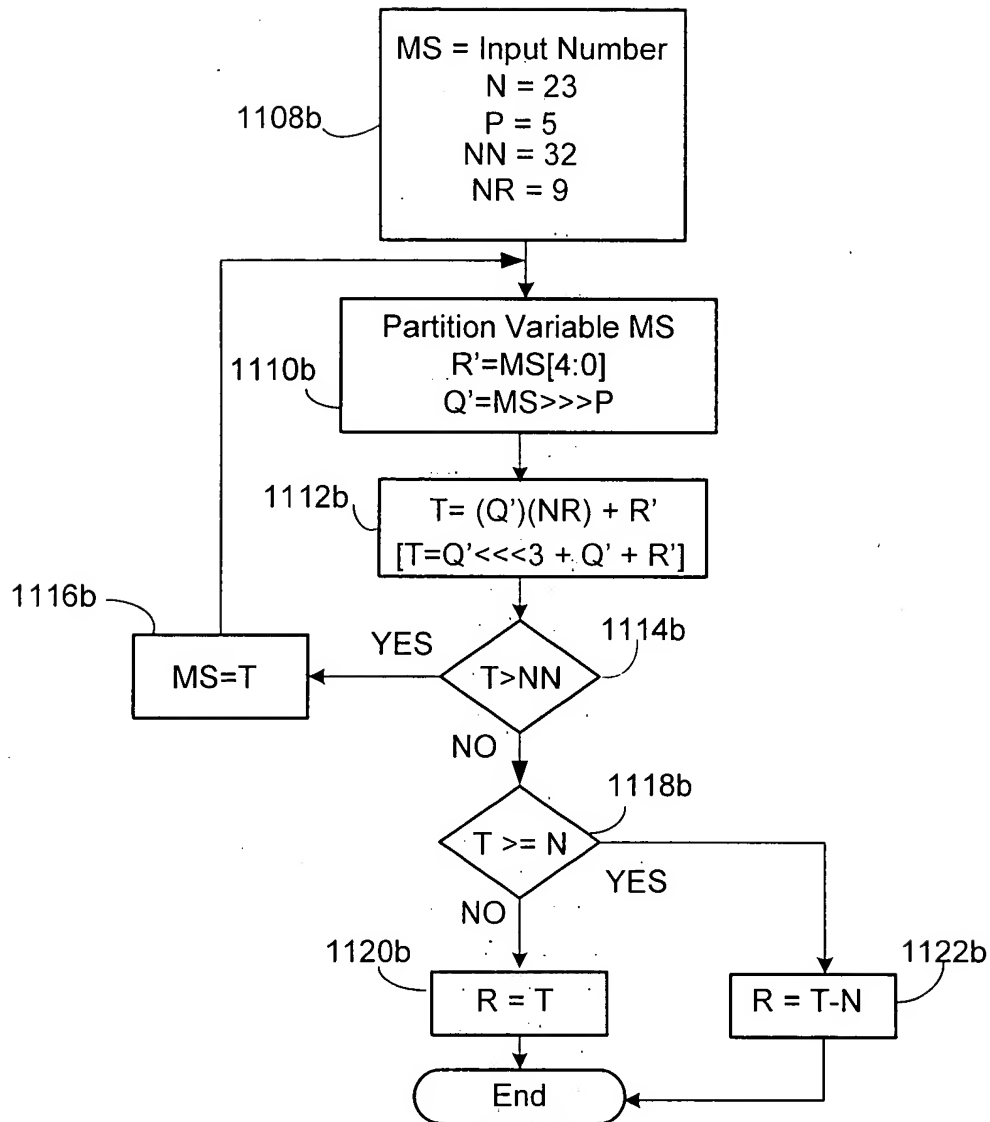 MS = Input Number
N = 23
1108b
P = 5
NN = 32
NR = 9
Partition Variable MS
R'=MS[4:0]
1110b
Q'=MS>>>P
1112b
T= (Q')(NR) + R'
[T=Q'<<<3 + Q' + R']
1116b
YES
1114b
MS=T
T>NN
NO
1118b
T >= N
YES
NO
1120b
1122b
R = T
R = T-N
End